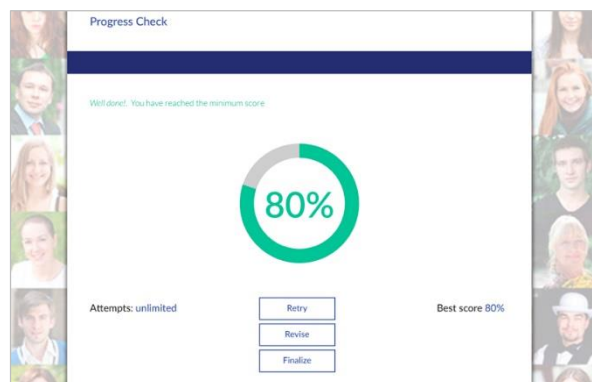 Progress Check
Well done!. You have reached the minimum score
80%
Attempts: unlimited
Retry
Best score 80%
Revise
Finalize